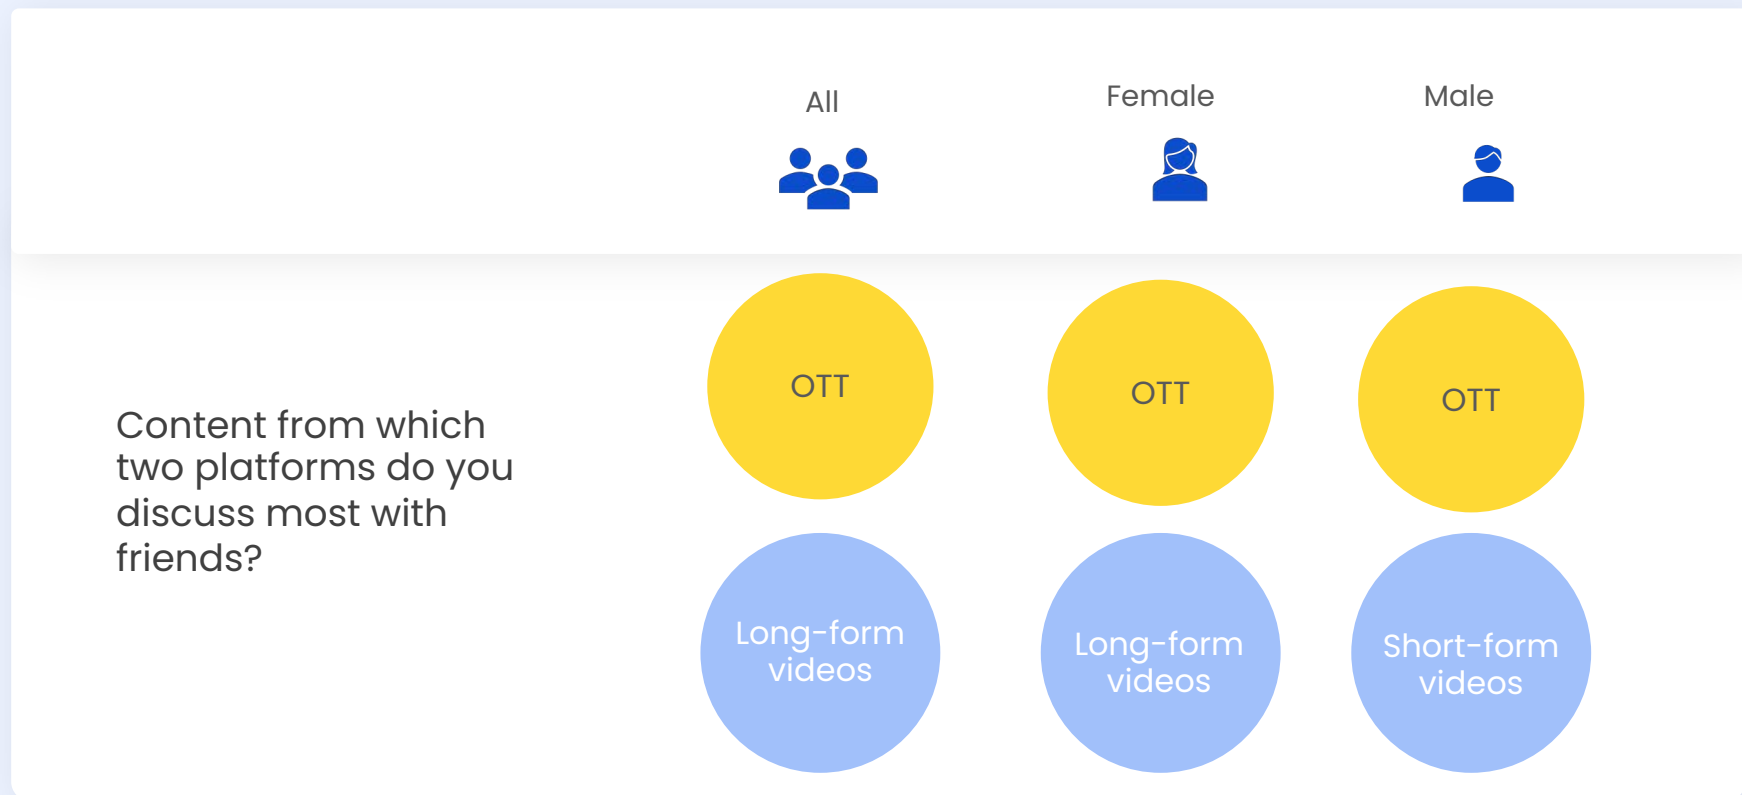 All
Female
Male
Content from which
two platforms do you
discuss most with
friends?
OTT
OTT
OTT
Long-form
videos
Long-form
videos
Short-form
videos